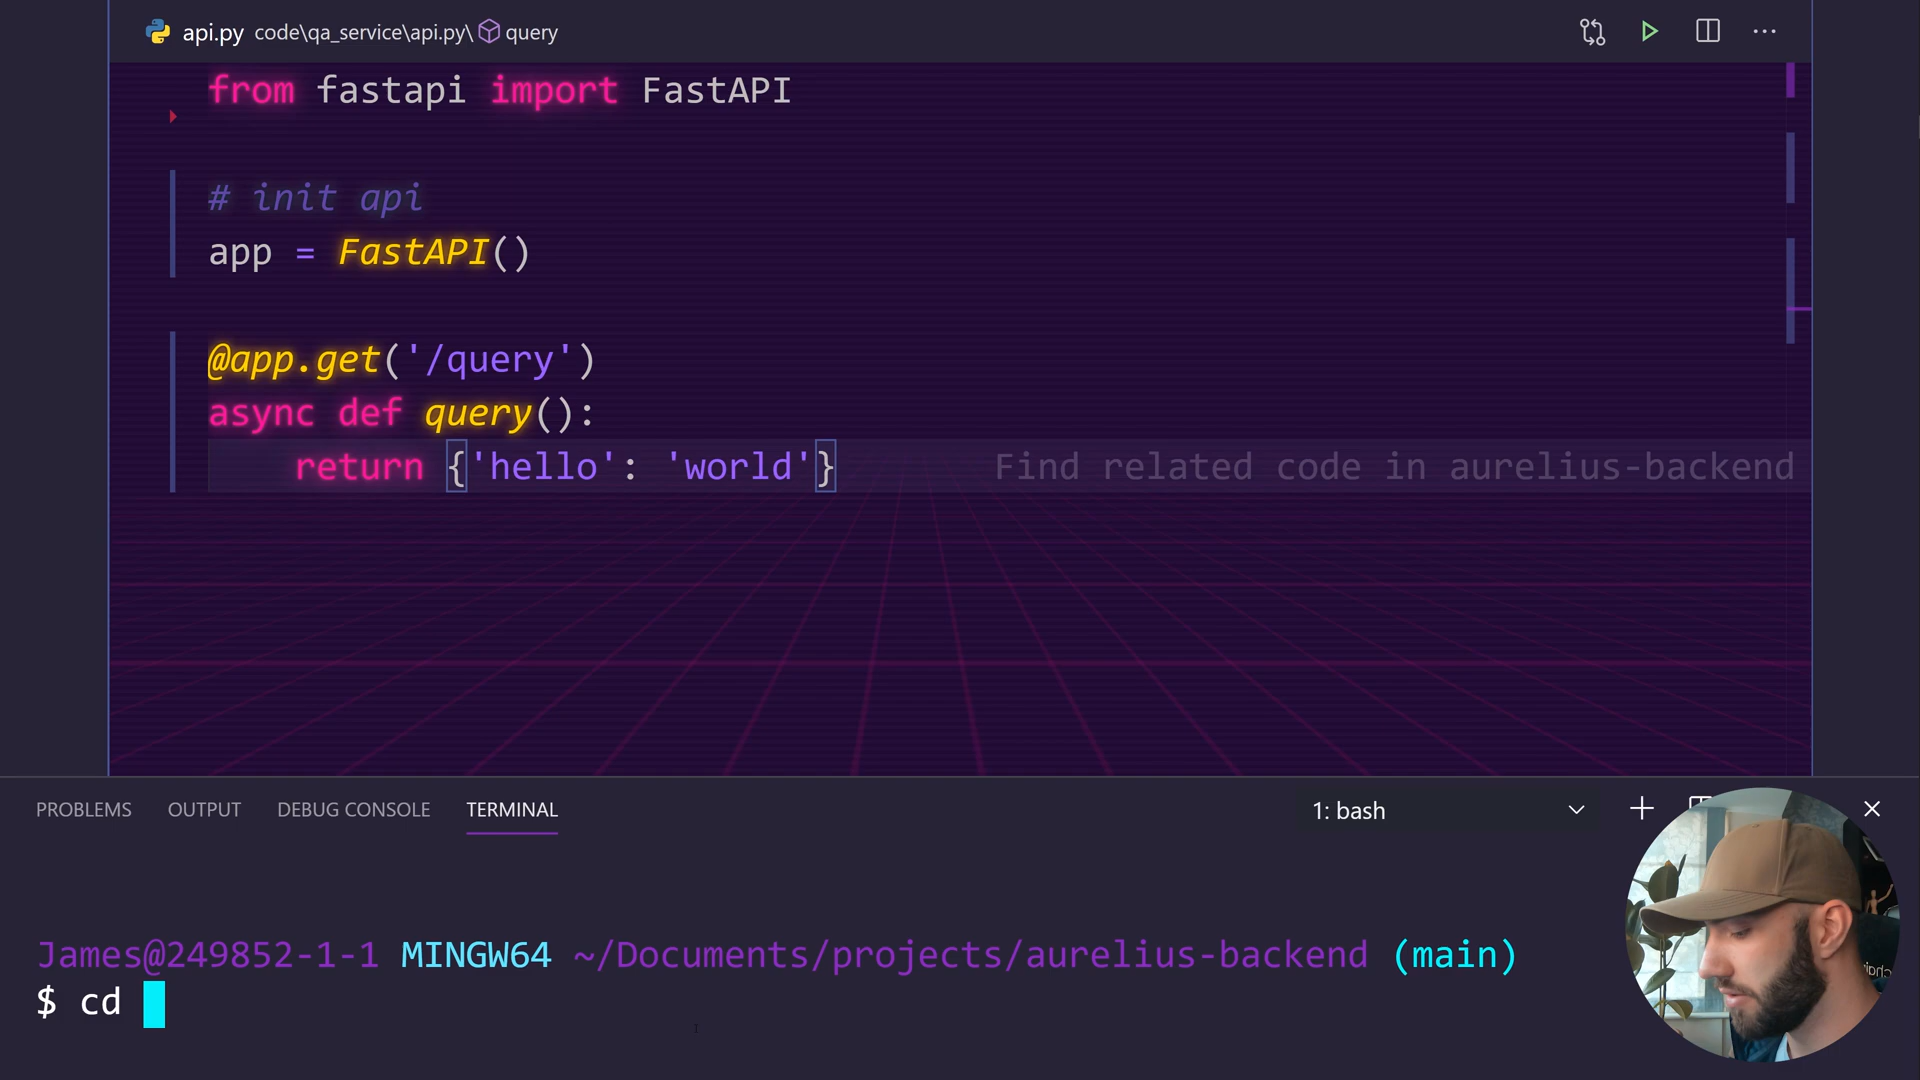 api.py code\qa_service\api.py\ query
from fastapi import FastAPI
# init api
app = FastAPI()
@app.get('/query')
async def query():
return {'hello': 'world'}
Find related code in aurelius-backend
PROBLEMS OUTPUT DEBUG CONSOLE TERMINAL 1: bash
James@249852-1-1 MINGW64 ~/Documents/projects/aurelius-backend (main)
$ cd